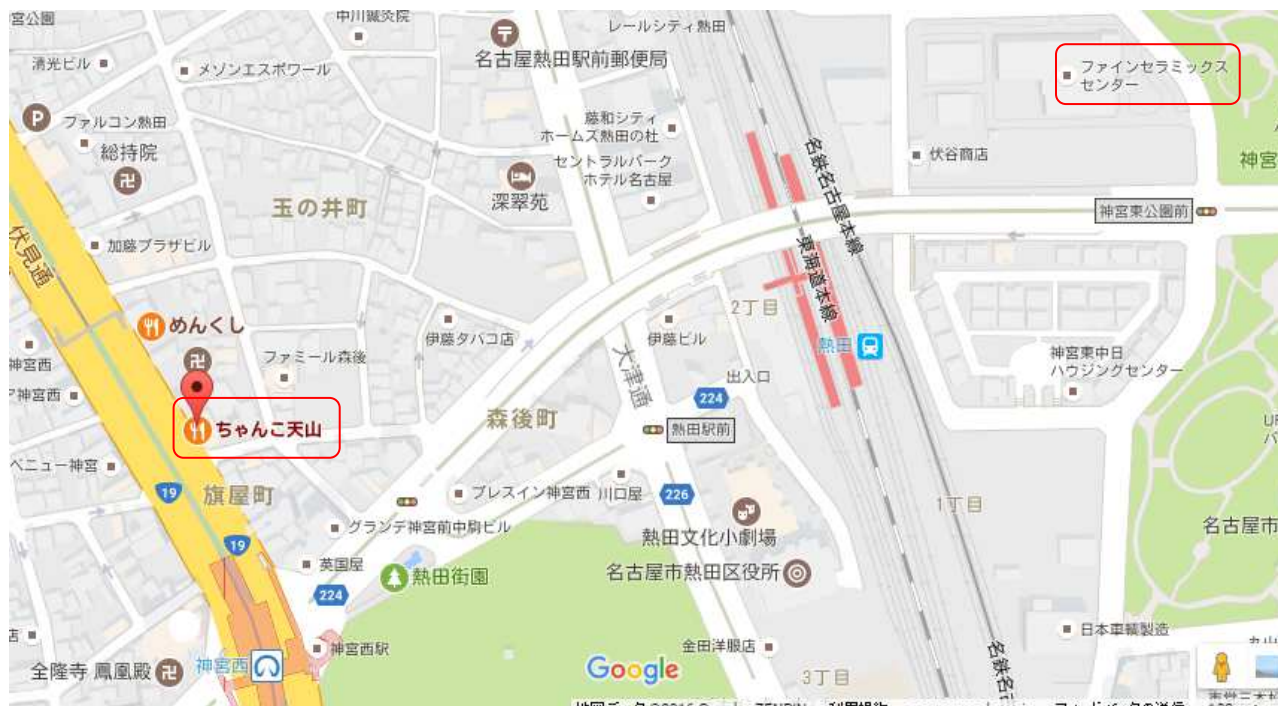 宮公園
中川鍼灸院
レールシティ熱田
清光ビル
メゾンエスポワール
名古屋熱田駅前郵便局
ファインセラミックス
センター
P
ファルコン熱田
総持院
藤和シティ
ホームズ熱田の杜
セントラルパーク
ホテル名古屋
深翠苑
名鉄名古屋本線
伏谷商店
神宮
玉の井町
神宮東公園前
加藤プラザビル
伏見通
東海道本線
2丁目
めんくし
伊藤タバコ店
伊藤ビル
熱田
神宮西
ファミール森後
大津通
出入口
神宮東中日
ハウジングセンター
神宮西
224
ちゃんこ天山
森後町
熱田駅前
ベニュー神宮
19
旗屋町
プレスイン神宮西
川口屋
226
1丁目
グランデ神宮前中駒ビル
熱田文化小劇場
名古屋市
19
英国屋
熱田街園
名古屋市熱田区役所
224
日本車輌製造
神宮西駅
金田洋服店
全隆寺 鳳凰殿
神宮西
Google
3丁目